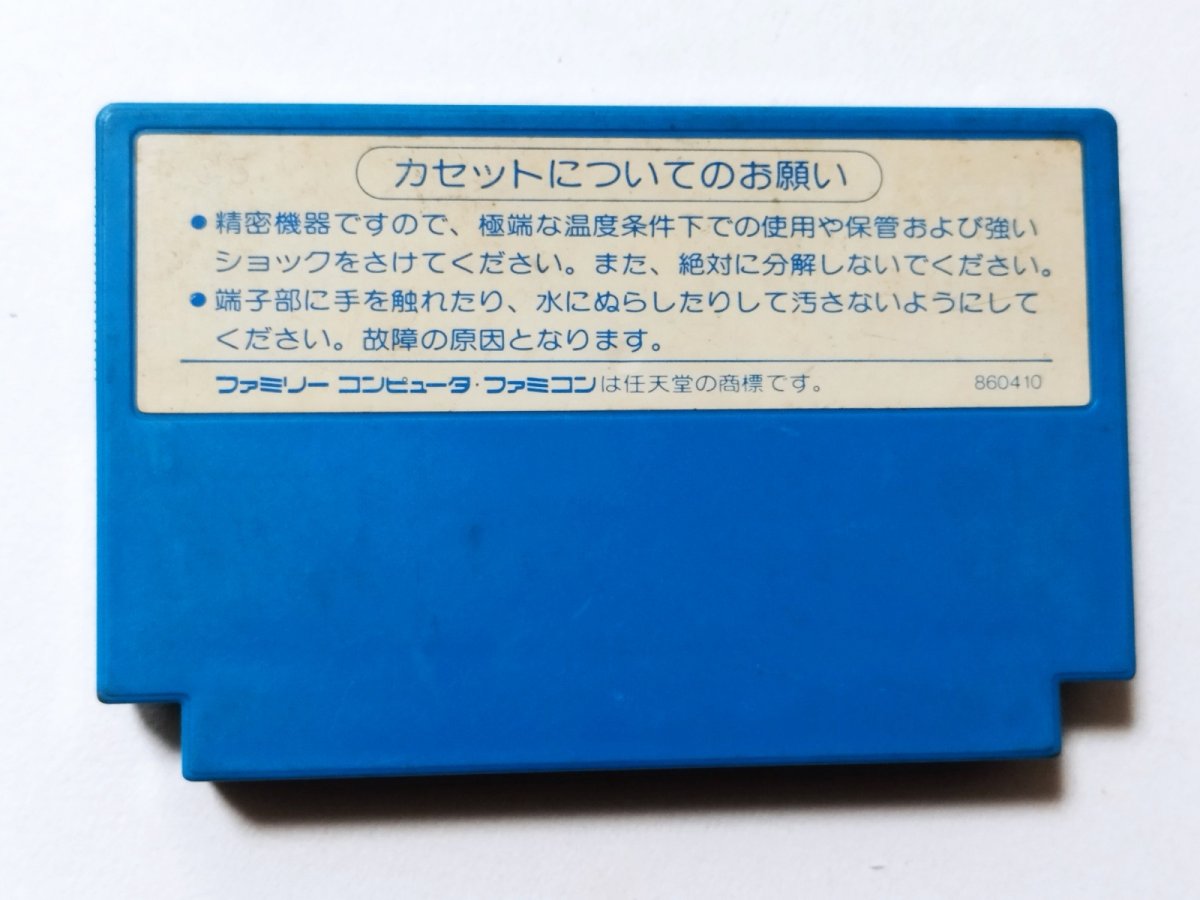 カセットについてのお願い
●精密機器ですので、極端な温度条件下での使用や保管および強い
ショックをさけてください。また、絶対に分解しないでください。
●端子部に手を触れたり、水にぬらしたりして汚さないようにして
ください。故障の原因となります。
ファミリー コンピュータ・ファミコンは任天堂の商標です。 860410